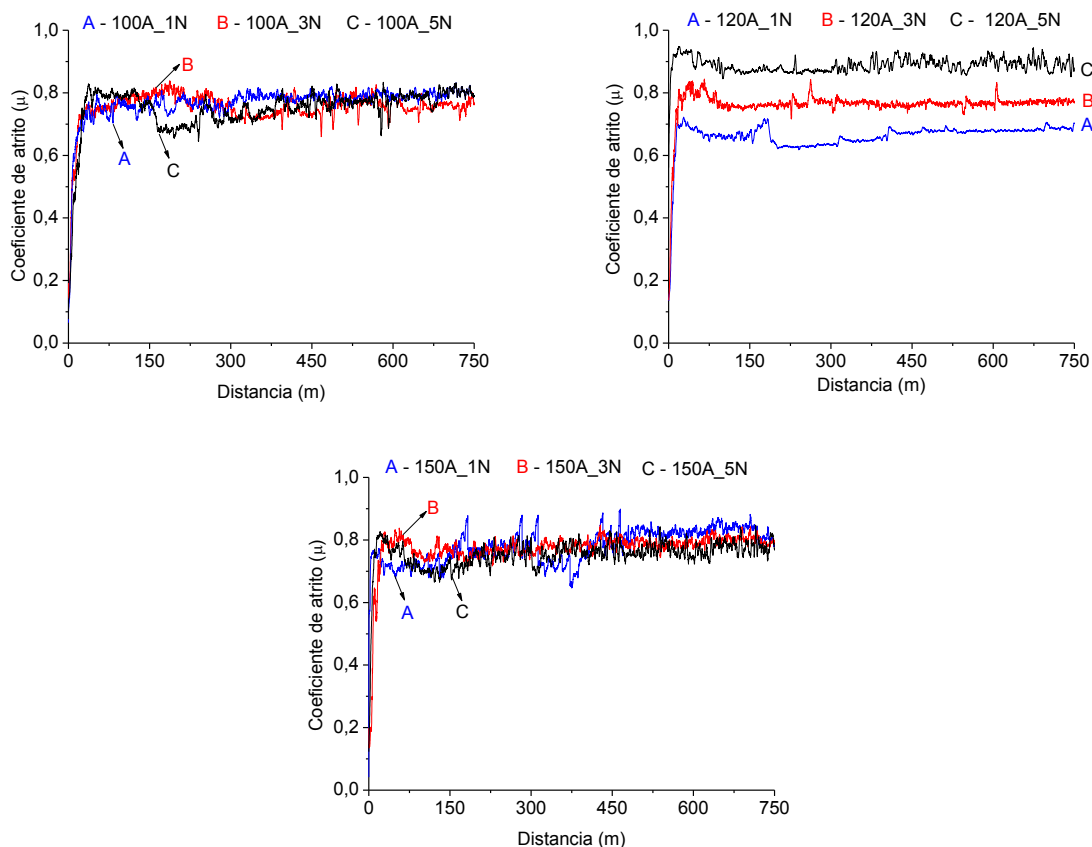 A - 100A_1N B - 100A_3N C - 100A_5N
1,0
0,8
0,6
0,4
0,2
0,0
Coeficiente de atrito (μ)
B
A
C
0 150 300 450 600 750
Distancia (m)
A - 120A_1N B - 120A_3N C - 120A_5N
1,0
0,8
0,6
0,4
0,2
0,0
Coeficiente de atrito (μ)
C
B
A
0 150 300 450 600 750
Distancia (m)
A - 150A_1N B - 150A_3N C - 150A_5N
1,0
0,8
0,6
0,4
0,2
0,0
Coeficiente de atrito (μ)
B
A
C
0 150 300 450 600 750
Distancia (m)